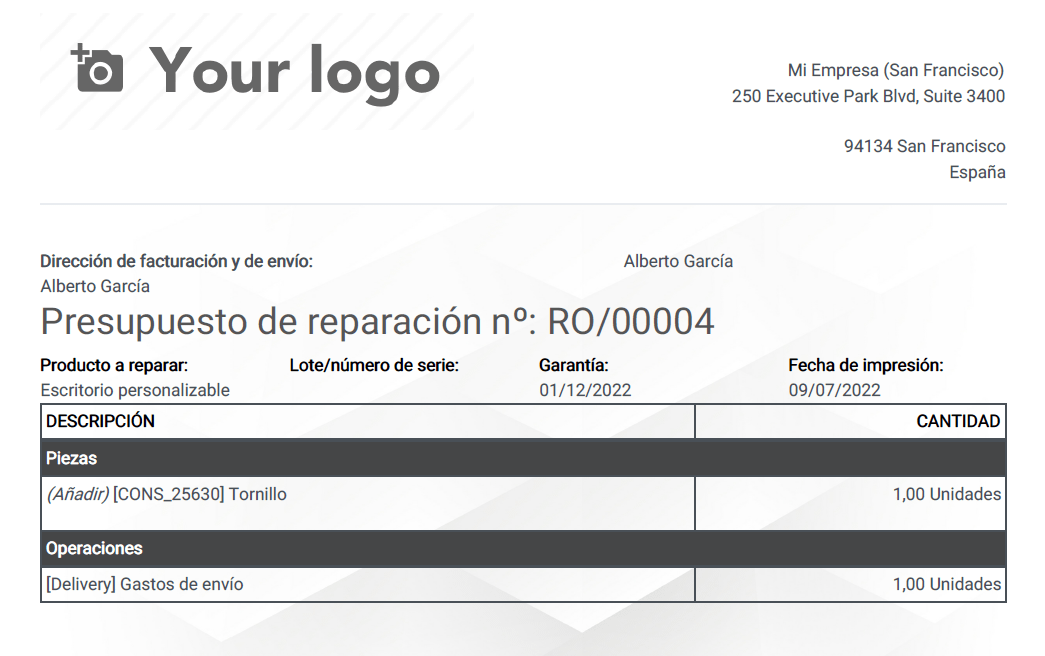 Your logo
Mi Empresa (San Francisco)
250 Executive Park Blvd, Suite 3400
94134 San Francisco
España
Dirección de facturación y de envío:
Alberto García
Alberto García
Presupuesto de reparación nº: RO/00004
Producto a reparar: Lote/número de serie: Garantía: Fecha de impresión:
Escritorio personalizable 01/12/2022 09/07/2022
DESCRIPCIÓN CANTIDAD
Piezas
(Añadir) [CONS_25630] Tornillo 1,00 Unidades
Operaciones
[Delivery] Gastos de envío 1,00 Unidades